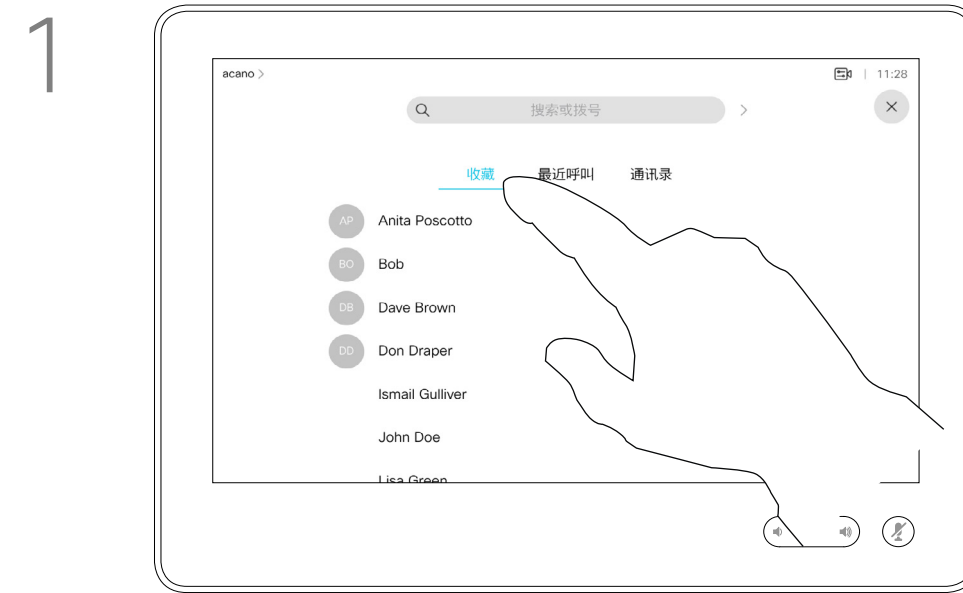 1
acano >
11:28
搜索或拨号
收藏 最近呼叫 通讯录
AP Anita Poscotto
BO Bob
DB Dave Brown
DD Don Draper
Ismail Gulliver
John Doe
Lisa Green